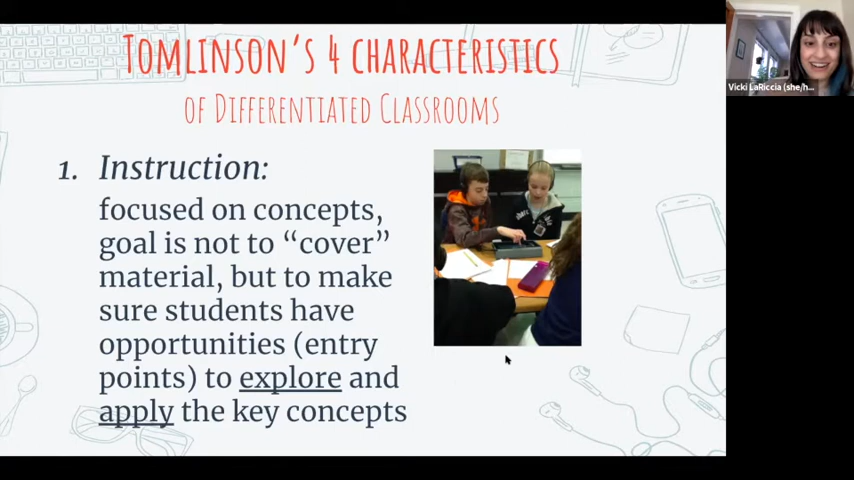 Tomlinson's 4 characteristics
of Differentiated Classrooms
1. Instruction:
focused on concepts,
goal is not to “cover”
material, but to make
sure students have
opportunities (entry
points) to explore and
apply the key concepts
Vicki LaRiccia (she/h...